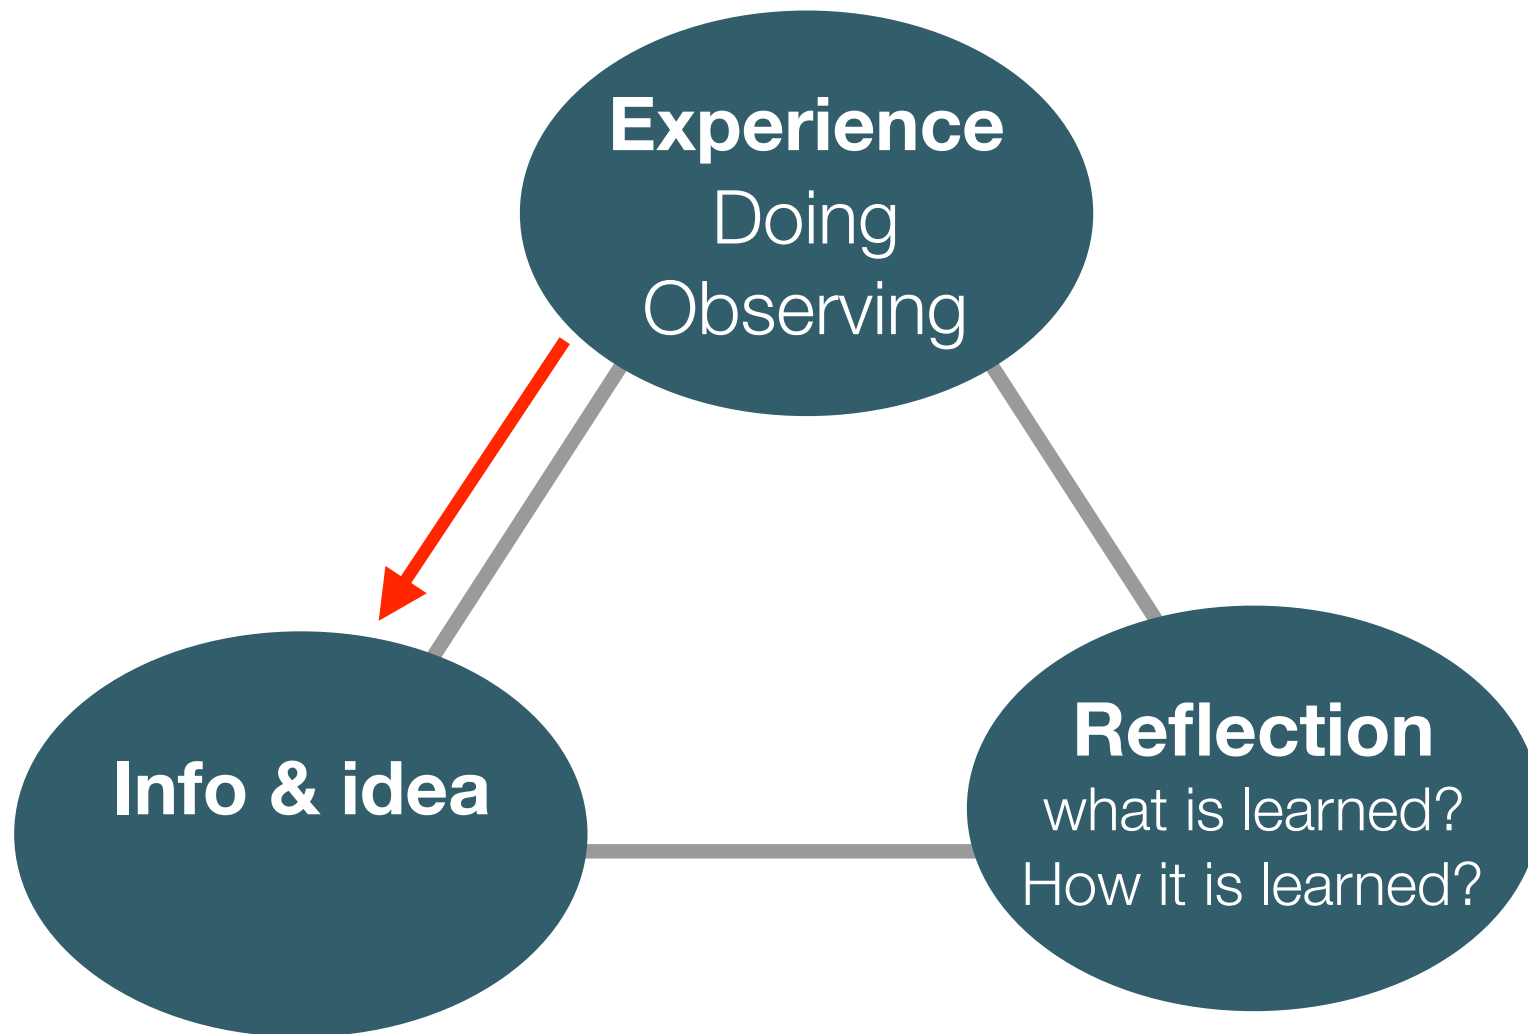 Experience
Doing
Observing
Info & idea
Reflection
what is learned?
How it is learned?